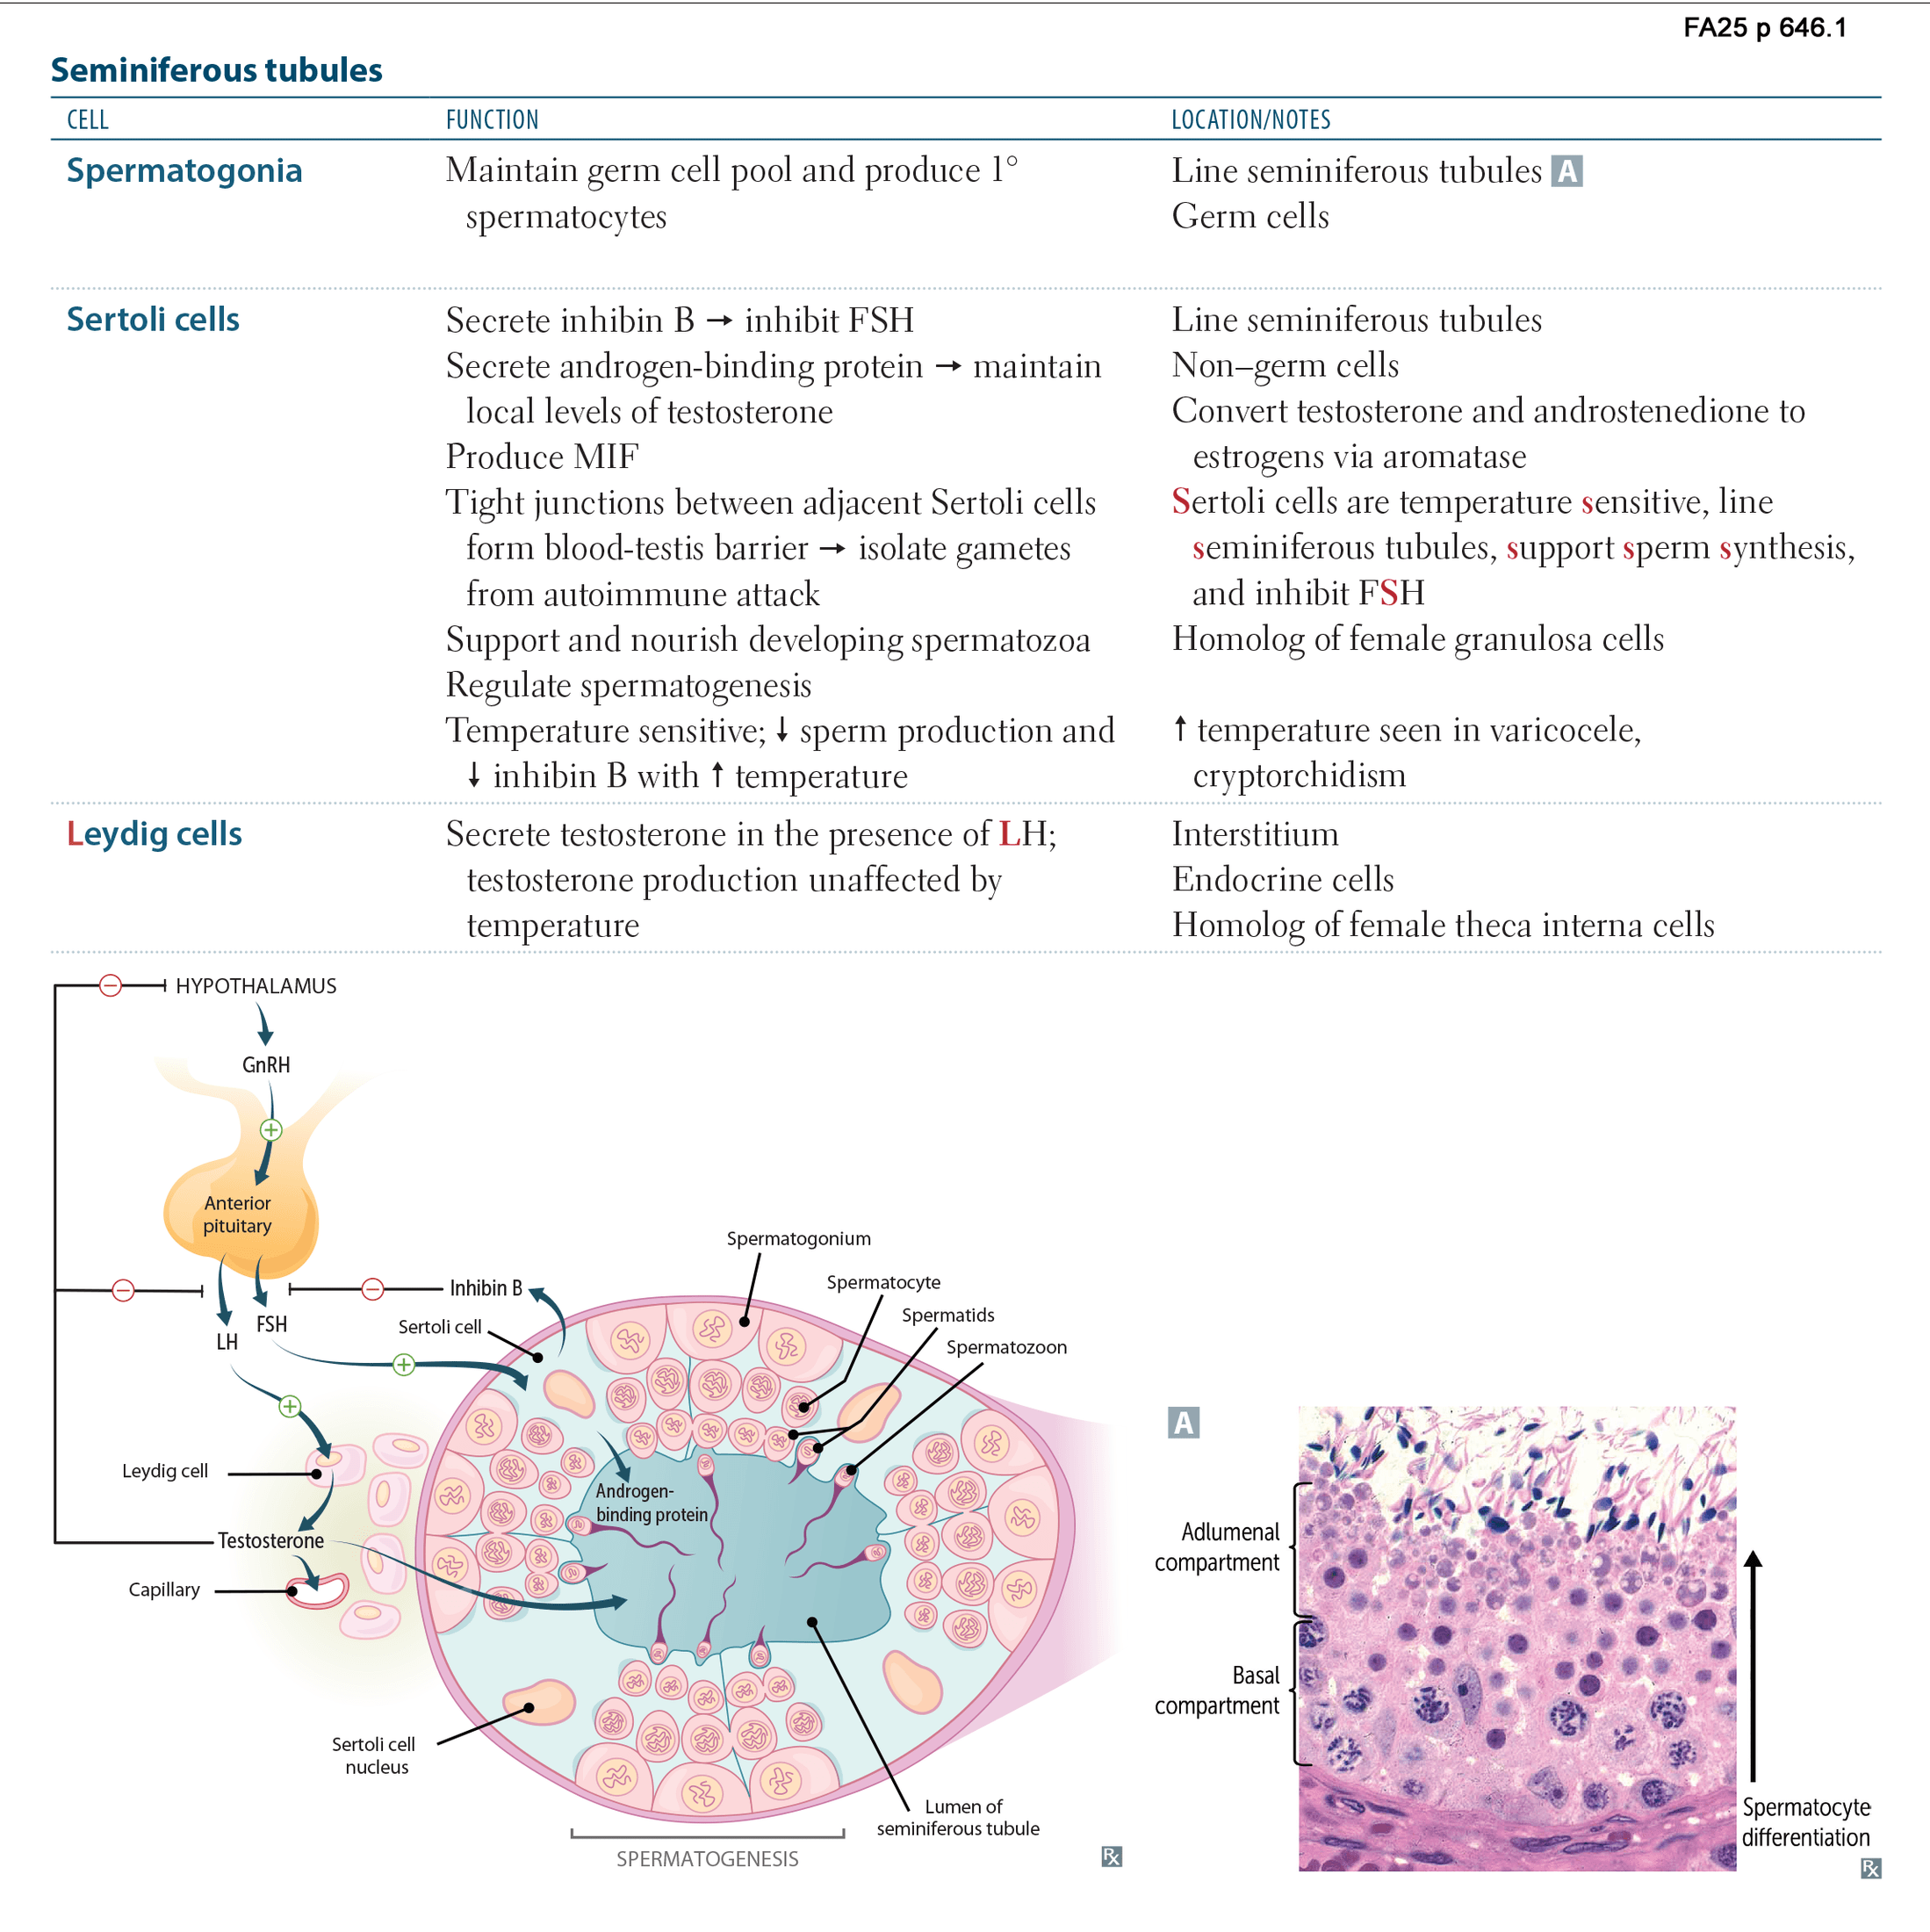 FA25 p 646.1
Seminiferous tubules
CELL
FUNCTION
LOCATION/NOTES
Spermatogonia
Maintain germ cell pool and produce 1°
spermatocytes
Line seminiferous tubules A
Germ cells
Sertoli cells
Secrete inhibin B → inhibit FSH
Secrete androgen-binding protein → maintain
local levels of testosterone
Produce MIF
Tight junctions between adjacent Sertoli cells
form blood-testis barrier → isolate gametes
from autoimmune attack
Support and nourish developing spermatozoa
Regulate spermatogenesis
Temperature sensitive; ↓ sperm production and
↓ inhibin B with ↑ temperature
Line seminiferous tubules
Non–germ cells
Convert testosterone and androstenedione to
estrogens via aromatase
Sertoli cells are temperature sensitive, line
seminiferous tubules, support sperm synthesis,
and inhibit FSH
Homolog of female granulosa cells
↑ temperature seen in varicocele,
cryptorchidism
Leydig cells
Secrete testosterone in the presence of LH;
testosterone production unaffected by
temperature
Interstitium
Endocrine cells
Homolog of female theca interna cells
HYPOTHALAMUS
GnRH
Anterior
pituitary
LH
FSH
Inhibin B
Sertoli cell
Spermatogonium
Spermatocyte
Spermatids
Spermatozoon
Leydig cell
Testosterone
Capillary
Androgen-
binding protein
Sertoli cell
nucleus
Lumen of
seminiferous tubule
SPERMATOGENESIS
Rx
A
Adlumenal
compartment
Basal
compartment
Spermatocyte
differentiation
Rx